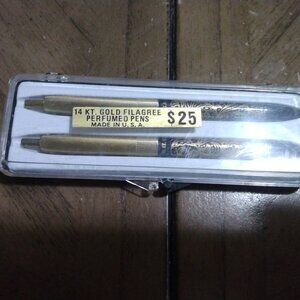 14 KT. GOLD FILAGREE
PERFUMED PENS
MADE IN U.S.A.
$25